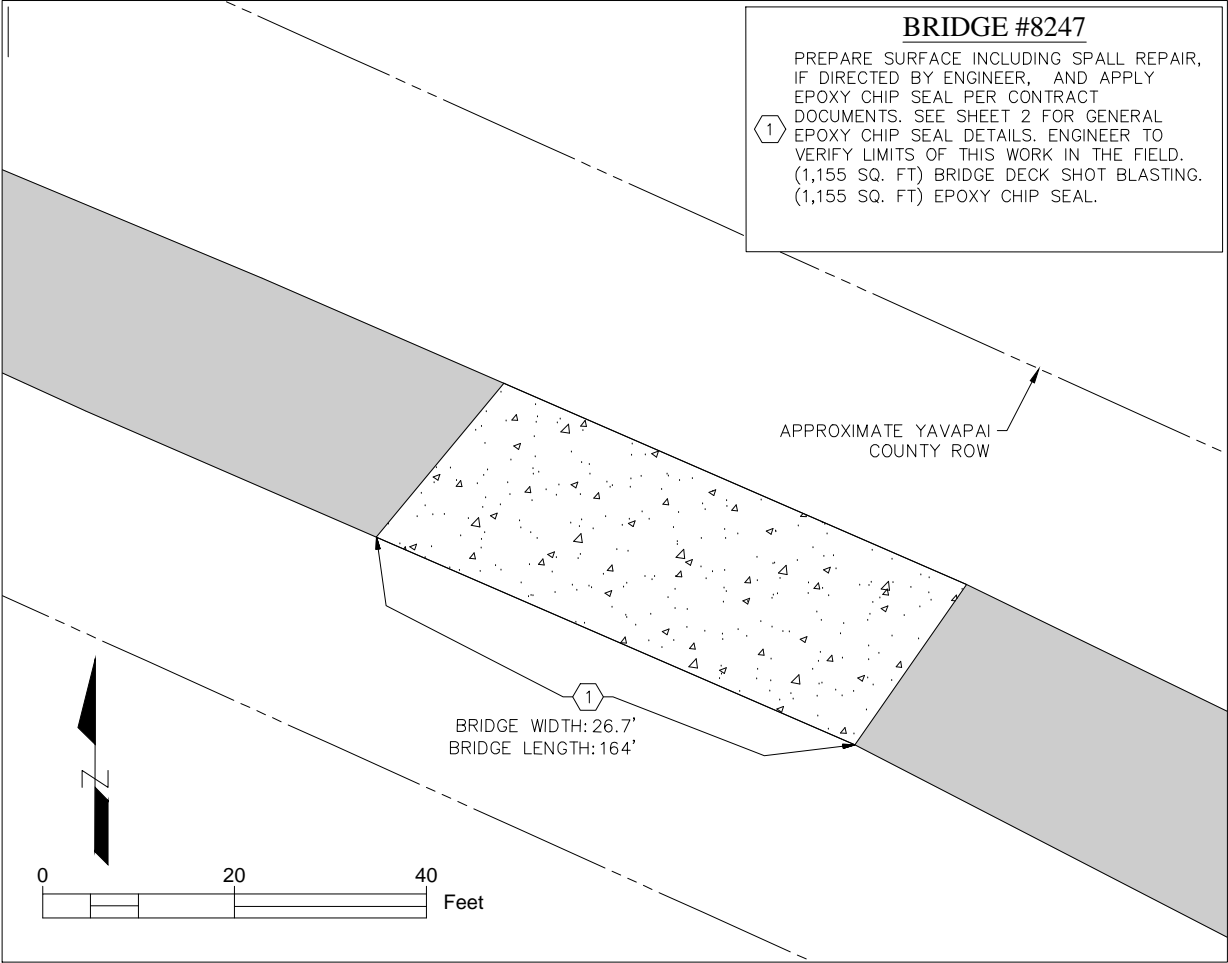 BRIDGE #8247
PREPARE SURFACE INCLUDING SPALL REPAIR,
IF DIRECTED BY ENGINEER, AND APPLY
EPOXY CHIP SEAL PER CONTRACT
1 DOCUMENTS. SEE SHEET 2 FOR GENERAL
EPOXY CHIP SEAL DETAILS. ENGINEER TO
VERIFY LIMITS OF THIS WORK IN THE FIELD.
(1,155 SQ. FT) BRIDGE DECK SHOT BLASTING.
(1,155 SQ. FT) EPOXY CHIP SEAL.
APPROXIMATE YAVAPAI
COUNTY ROW
1
BRIDGE WIDTH: 26.7'
BRIDGE LENGTH: 164'
N
0 20 40
Feet